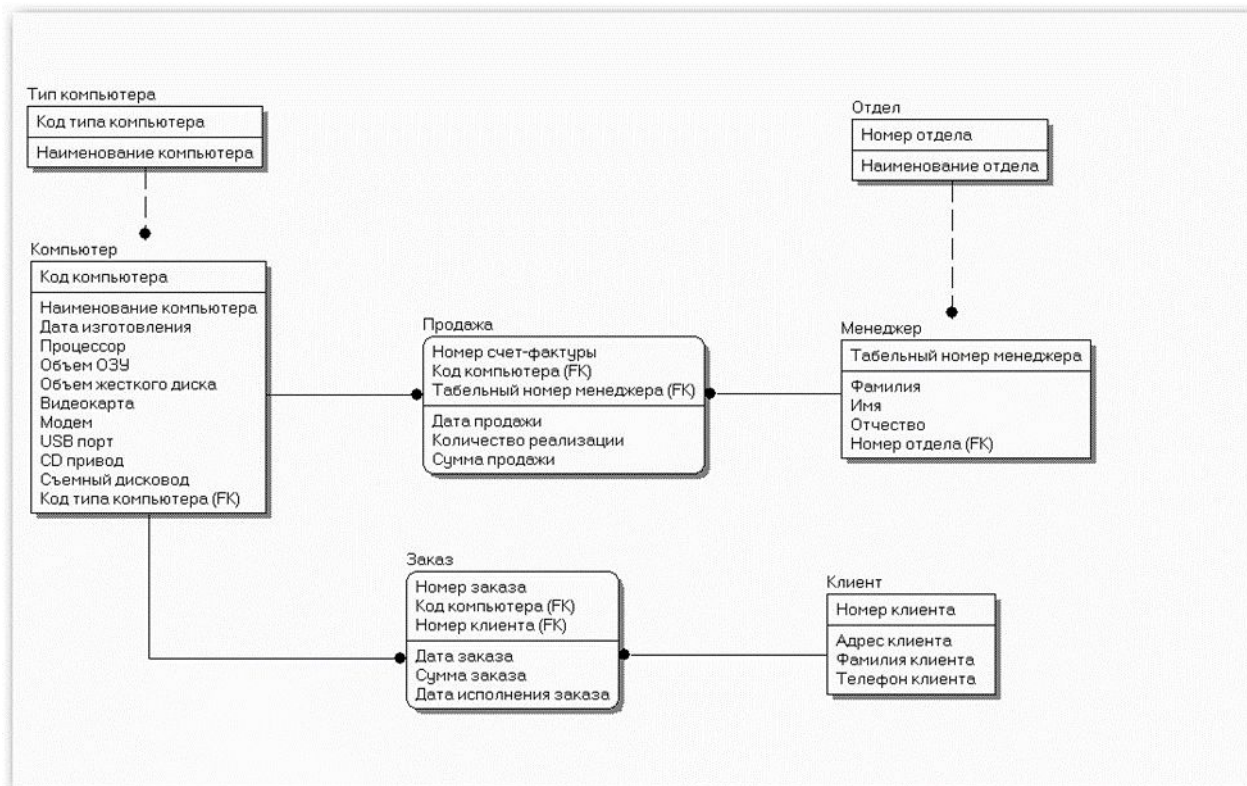 Тип компьютера
Код типа компьютера
Наименование компьютера
Отдел
Номер отдела
Наименование отдела
Компьютер
Код компьютера
Наименование компьютера
Дата изготовления
Процессор
Объем ОЗУ
Объем жесткого диска
Видеокарта
Модем
USB порт
CD привод
Съемный дисковод
Код типа компьютера (FK)
Продажа
Номер счет-фактуры
Код компьютера (FK)
Табельный номер менеджера (FK)
Дата продажи
Количество реализации
Сумма продажи
Менеджер
Табельный номер менеджера
Фамилия
Имя
Отчество
Номер отдела (FK)
Заказ
Номер заказа
Код компьютера (FK)
Номер клиента (FK)
Дата заказа
Сумма заказа
Дата исполнения заказа
Клиент
Номер клиента
Адрес клиента
Фамилия клиента
Телефон клиента